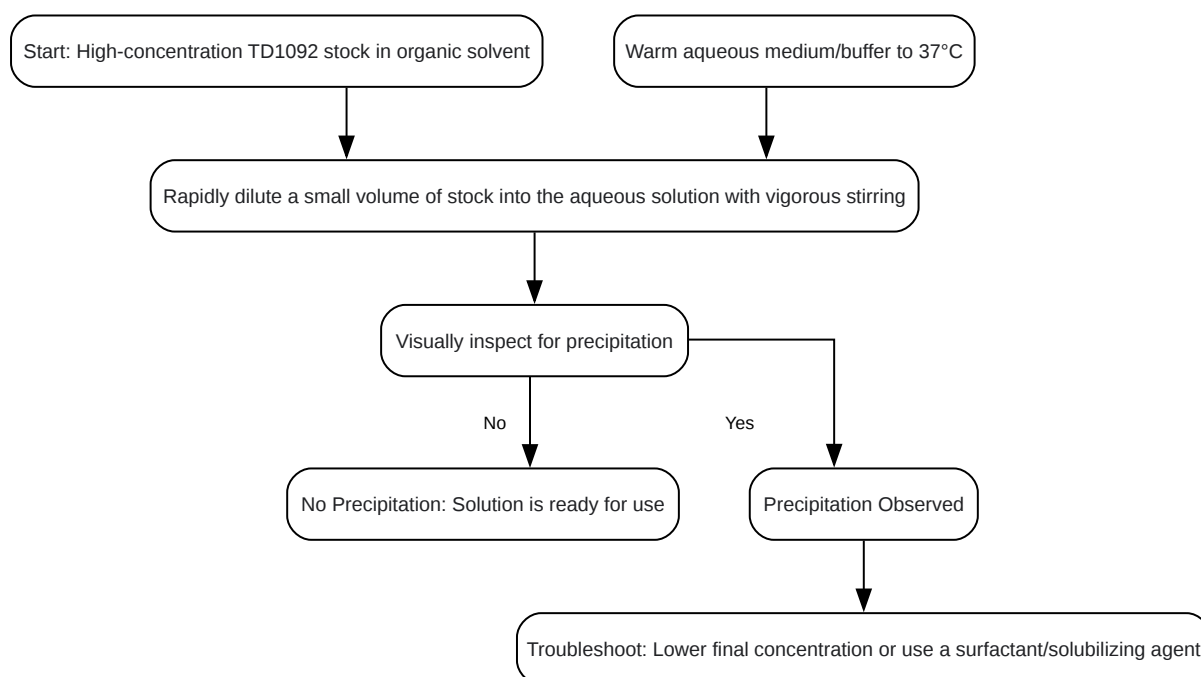 Start: High-concentration TD1092 stock in organic solvent
Warm aqueous medium/buffer to 37°C
Rapidly dilute a small volume of stock into the aqueous solution with vigorous stirring
Visually inspect for precipitation
No
Yes
No Precipitation: Solution is ready for use
Precipitation Observed
Troubleshoot: Lower final concentration or use a surfactant/solubilizing agent